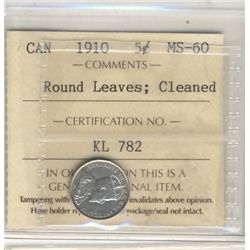 CAN 1910 5¢ MS-60
— COMMENTS —
Round Leaves; Cleaned
— CERTIFICATION NO. —
KL 782
IN O ON THIS IS A
GEN NAL ITEM.
Tampering with invalidates above opinion.
Have holder package/seal not intact.